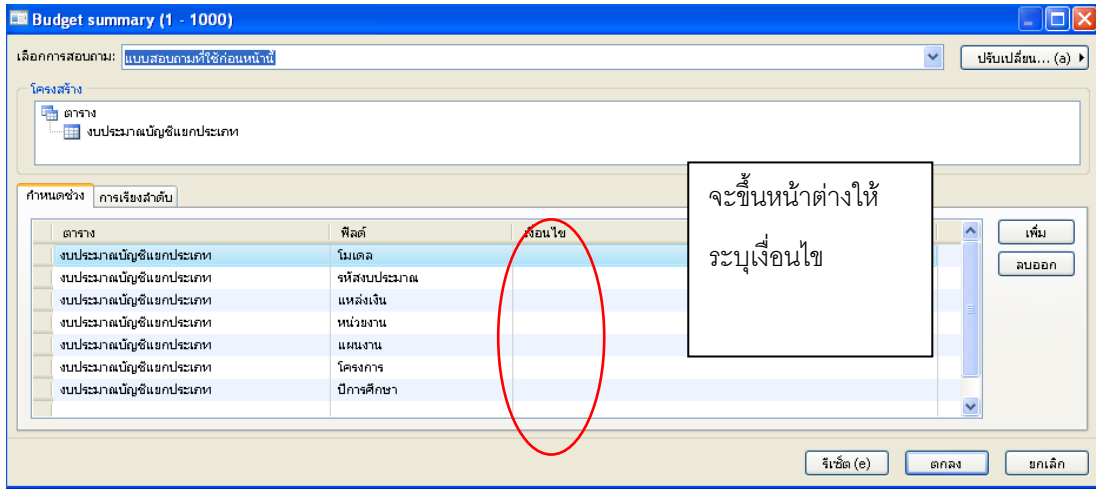 Budget summary (1 - 1000)
เลือกการสอบถาม: แบบสอบถามที่ใช้ก่อนหน้านี้ ปรับเปลี่ยน... (a)
โครงสร้าง
ตาราง
งบประมาณบัญชีแยกประเภท
จะขึ้นหน้าต่างให้
ระบุเงื่อนไข
กำหนดช่วง การเรียงลำดับ
ตาราง ฟิลด์ เงื่อนไข เพิ่ม
งบประมาณบัญชีแยกประเภท โมเดล ลบออก
งบประมาณบัญชีแยกประเภท รหัสงบประมาณ
งบประมาณบัญชีแยกประเภท แหล่งเงิน
งบประมาณบัญชีแยกประเภท หน่วยงาน
งบประมาณบัญชีแยกประเภท แผนงาน
งบประมาณบัญชีแยกประเภท โครงการ
งบประมาณบัญชีแยกประเภท ปีการศึกษา
รีเซ็ต (e) ตกลง ยกเลิก